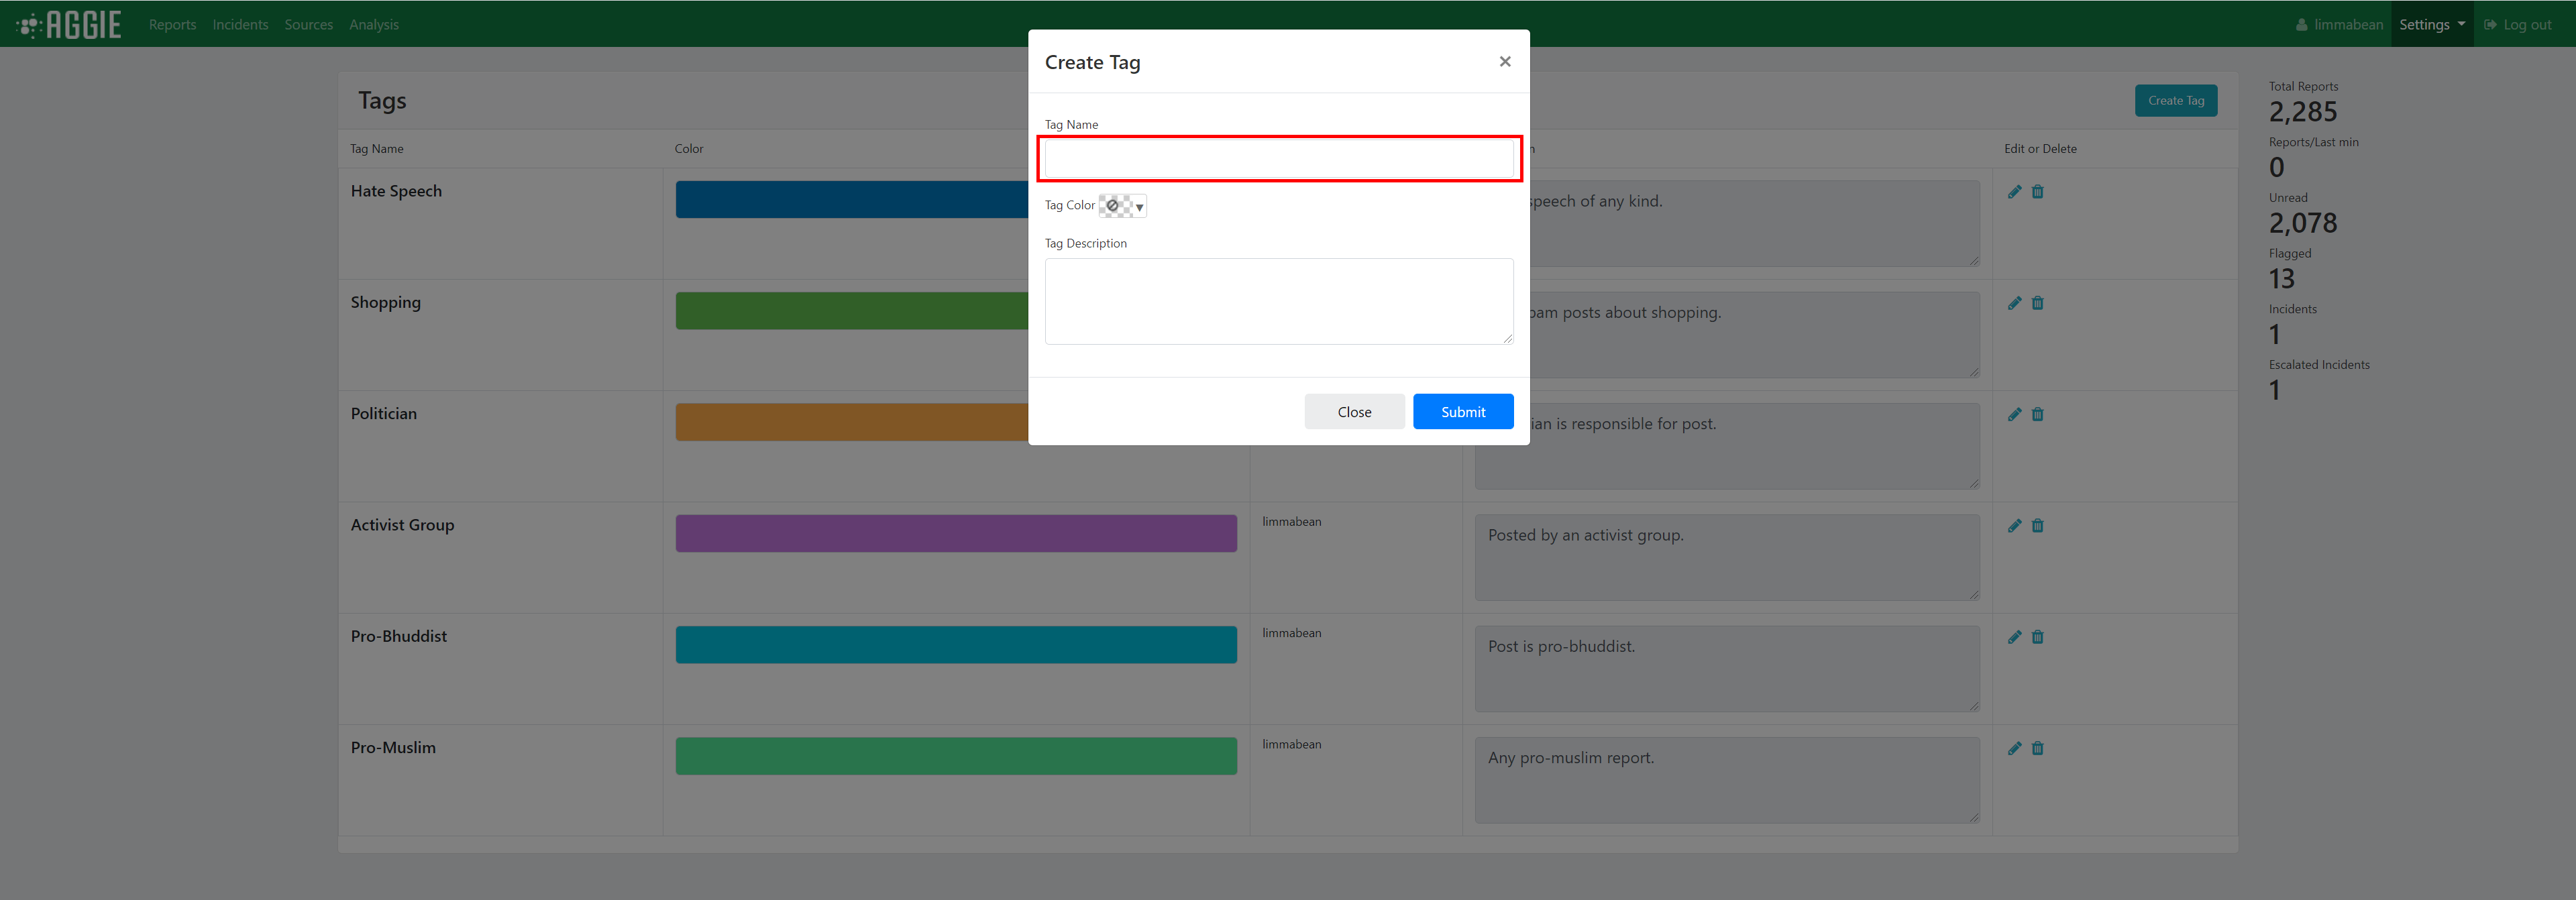 AGGIE Reports Incidents Sources Analysis limmabean Settings Log out
Create Tag ×
Tags Create Tag
Tag Name
Tag Color
Tag Description
Close Submit
Tag Name Color Edit or Delete
Hate Speech speech of any kind.
Shopping posts about shopping.
Politician is responsible for post.
Activist Group limmabean Posted by an activist group.
Pro-Bhuddist limmabean Post is pro-bhuddist.
Pro-Muslim limmabean Any pro-muslim report.
Total Reports
2,285
Reports/Last min
0
Unread
2,078
Flagged
13
Incidents
1
Escalated Incidents
1